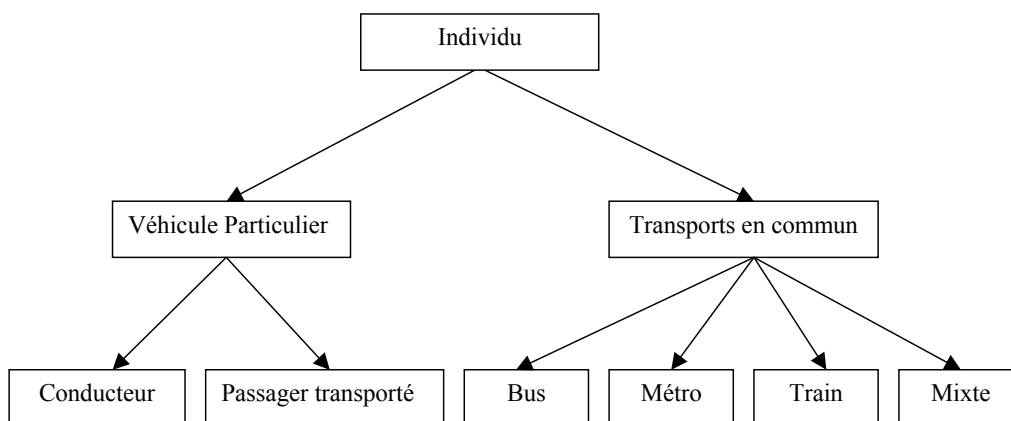 Individu
Véhicule Particulier
Transports en commun
Conducteur
Passager transporté
Bus
Métro
Train
Mixte